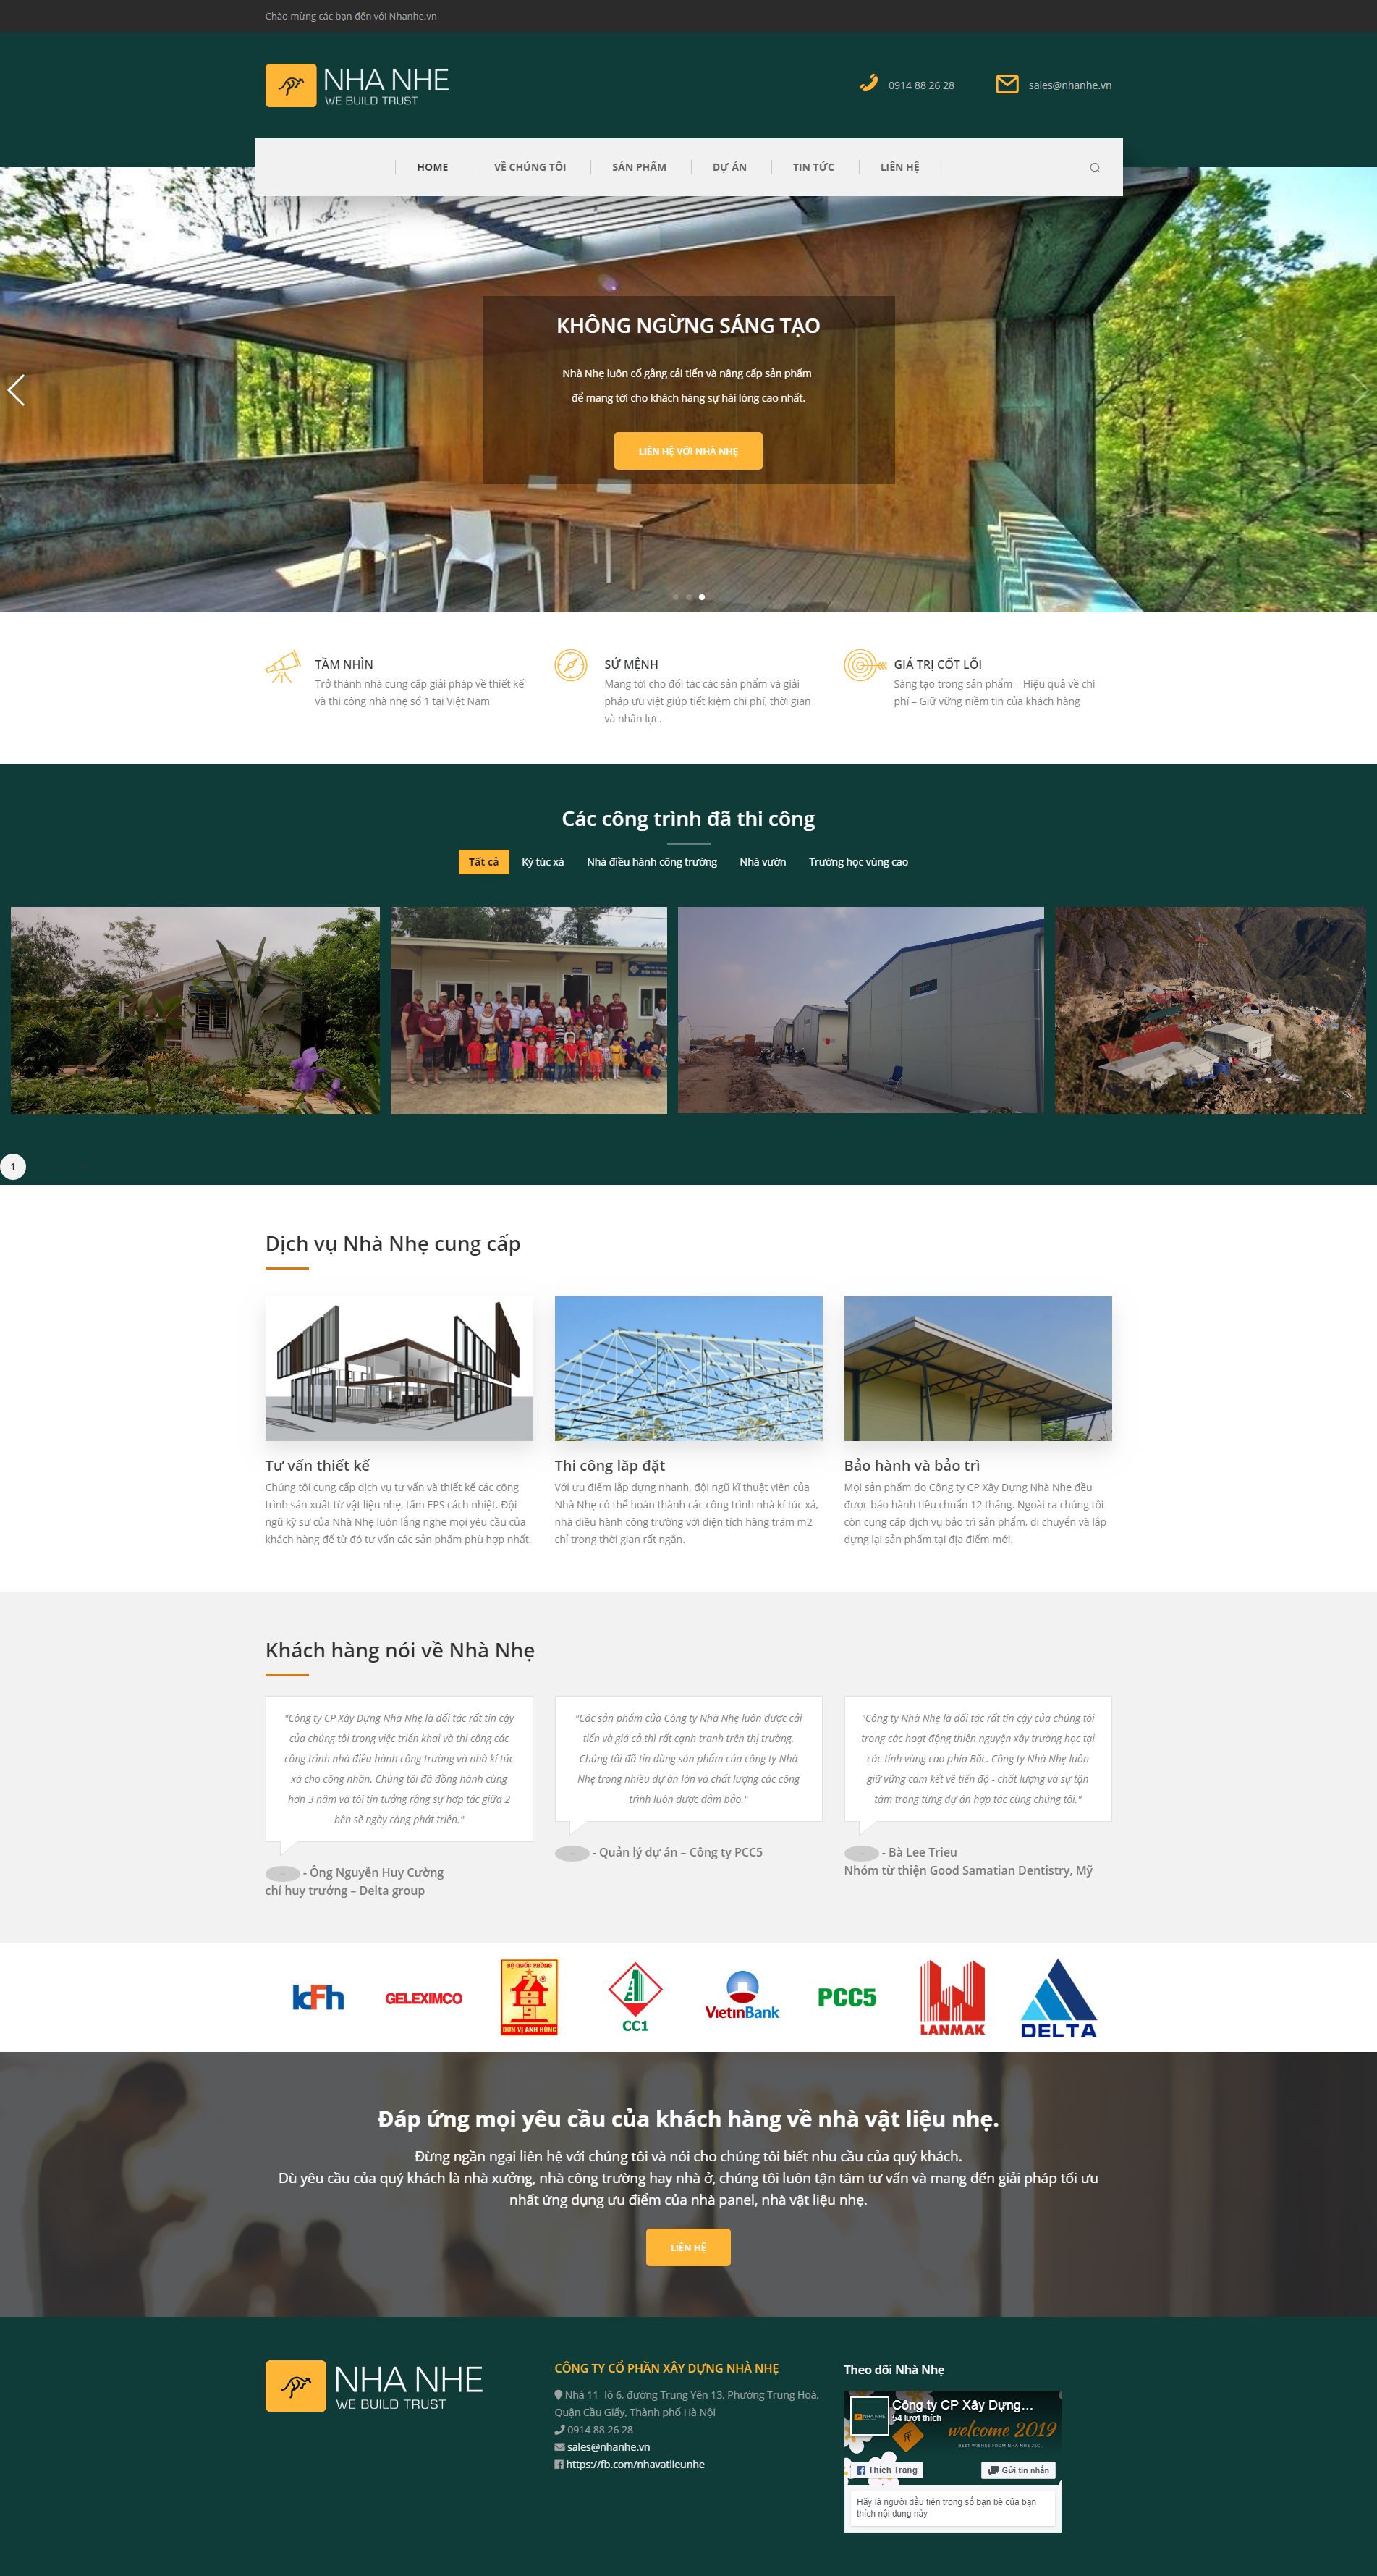 Chào mừng các bạn đến với Nhanhe.vn
NHA NHE
WE BUILD TRUST
0914 88 26 28
sales@nhanhe.vn
HOME
VỀ CHÚNG TÔI
SẢN PHẨM
DỰ ÁN
TIN TỨC
LIÊN HỆ
KHÔNG NGỪNG SÁNG TẠO
Nhà Nhẹ luôn cố gằng cải tiến và nâng cấp sản phẩm
để mang tới cho khách hàng sự hài lòng cao nhất.
LIÊN HỆ VỚI NHÀ NHẸ
TẦM NHÌN
Trở thành nhà cung cấp giải pháp về thiết kế
và thi công nhà nhẹ số 1 tại Việt Nam
SỨ MỆNH
Mang tới cho đối tác các sản phẩm và giải
pháp ưu việt giúp tiết kiệm chi phí, thời gian
và nhân lực.
GIÁ TRỊ CỐT LÕI
Sáng tạo trong sản phẩm – Hiệu quả về chi
phí – Giữ vững niềm tin của khách hàng
Các công trình đã thi công
Tất cả
Ký túc xá
Nhà điều hành công trường
Nhà vườn
Trường học vùng cao
1
Dịch vụ Nhà Nhẹ cung cấp
Tư vấn thiết kế
Chúng tôi cung cấp dịch vụ tư vấn và thiết kế các công
trình sản xuất từ vật liệu nhẹ, tấm EPS cách nhiệt. Đội
ngũ kỹ sư của Nhà Nhẹ luôn lắng nghe mọi yêu cầu của
khách hàng để từ đó tư vấn các sản phẩm phù hợp nhất.
Thi công lăp đặt
Với ưu điểm lắp dựng nhanh, đội ngũ kĩ thuật viên của
Nhà Nhẹ có thể hoàn thành các công trình nhà kí túc xá,
nhà điều hành công trường với diện tích hàng trăm m2
chỉ trong thời gian rất ngắn.
Bảo hành và bảo trì
Mọi sản phẩm do Công ty CP Xây Dựng Nhà Nhẹ đều
được bảo hành tiêu chuẩn 12 tháng. Ngoài ra chúng tôi
còn cung cấp dịch vụ bảo trì sản phẩm, di chuyển và lắp
dựng lại sản phẩm tại địa điểm mới.
Khách hàng nói về Nhà Nhẹ
"Công ty CP Xây Dựng Nhà Nhẹ là đối tác rất tin cậy
của chúng tôi trong việc triển khai và thi công các
công trình nhà điều hành công trường và nhà kí túc
xá cho công nhân. Chúng tôi đã đồng hành cùng
hơn 3 năm và tôi tin tưởng rằng sự hợp tác giữa 2
bên sẽ ngày càng phát triển."
- Ông Nguyễn Huy Cường
chỉ huy trưởng – Delta group
"Các sản phẩm của Công ty Nhà Nhẹ luôn được cải
tiến và giá cả thì rất cạnh tranh trên thị trường.
Chúng tôi đã tin dùng sản phẩm của công ty Nhà
Nhẹ trong nhiều dự án lớn và chất lượng các công
trình luôn được đảm bảo."
- Quản lý dự án – Công ty PCC5
"Công ty Nhà Nhẹ là đối tác rất tin cậy của chúng tôi
trong các hoạt động thiện nguyện xây trường học tại
các tỉnh vùng cao phía Bắc. Công ty Nhà Nhẹ luôn
giữ vững cam kết về tiến độ - chất lượng và sự tận
tâm trong từng dự án hợp tác cùng chúng tôi."
- Bà Lee Trieu
Nhóm từ thiện Good Samatian Dentistry, Mỹ
kfh
GELEXIMCO
BỘ QUỐC PHÒNG
ĐƠN VỊ ANH HÙNG
CC1
VietinBank
PCC5
LANMAK
DELTA
Đáp ứng mọi yêu cầu của khách hàng về nhà vật liệu nhẹ.
Đừng ngần ngại liên hệ với chúng tôi và nói cho chúng tôi biết nhu cầu của quý khách.
Dù yêu cầu của quý khách là nhà xưởng, nhà công trường hay nhà ở, chúng tôi luôn tận tâm tư vấn và mang đến giải pháp tối ưu
nhất ứng dụng ưu điểm của nhà panel, nhà vật liệu nhẹ.
LIÊN HỆ
NHA NHE
WE BUILD TRUST
CÔNG TY CỔ PHẦN XÂY DỰNG NHÀ NHẸ
Nhà 11- lô 6, đường Trung Yên 13, Phường Trung Hoà,
Quận Cầu Giấy, Thành phố Hà Nội
0914 88 26 28
sales@nhanhe.vn
https://fb.com/nhavatlieunhe
Theo dõi Nhà Nhẹ
Công ty CP Xây Dựng…
54 lượt thích
NHA NHE
welcome 2019
BEST WISHES FROM NHA NHE JSC.
Thích Trang
Gửi tin nhắn
Hãy là người đầu tiên trong số bạn bè của bạn
thích nội dung này